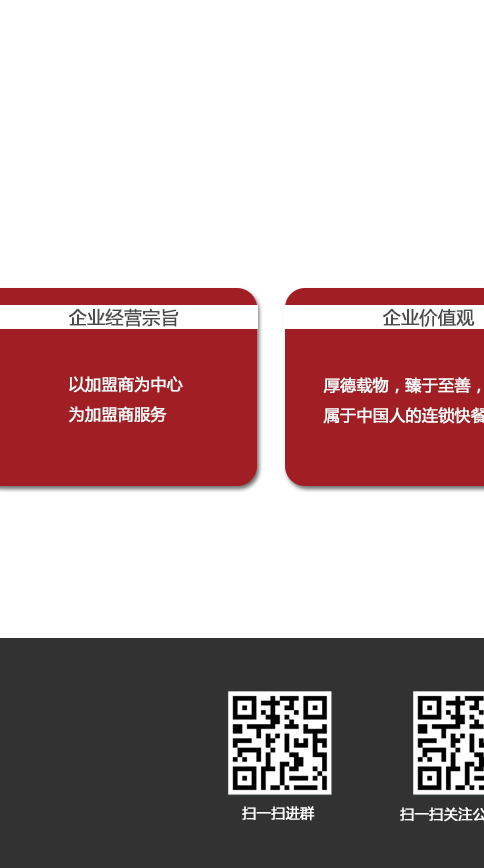 企业经营宗旨
企业价值观
以加盟商为中心
为加盟商服务
厚德载物，臻于至善，
属于中国人的连锁快餐
扫一扫进群
扫一扫关注公